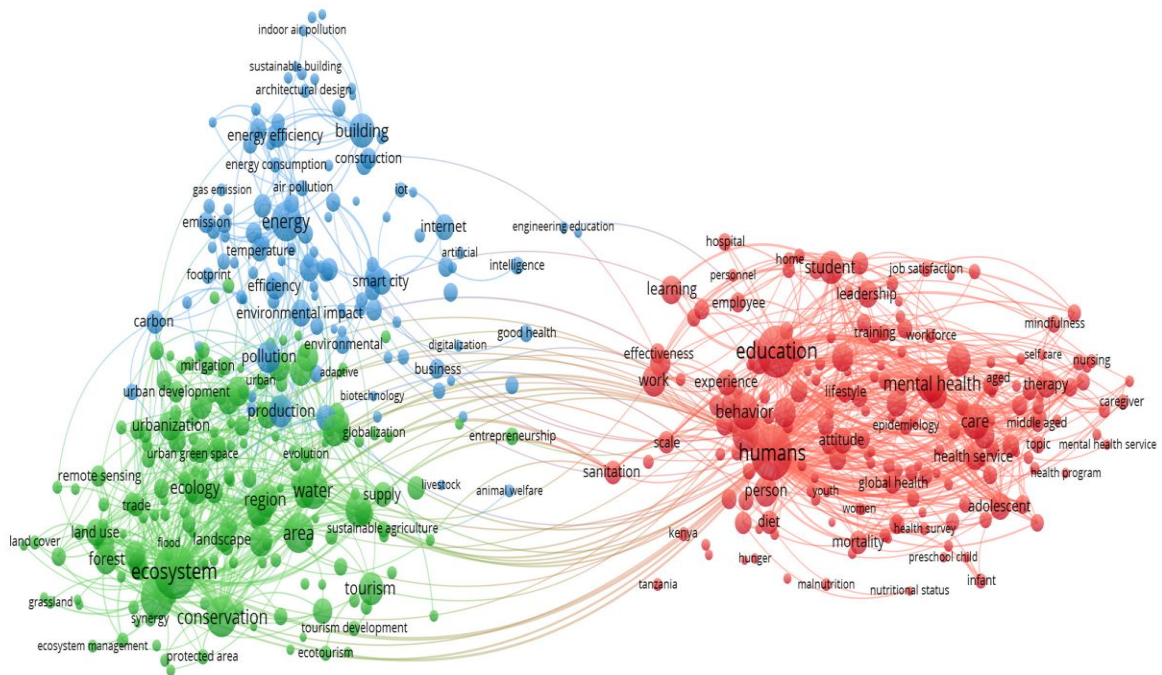 indoor air pollution
sustainable building
architectural design
energy efficiency
building
construction
energy consumption
gas emission
air pollution
iot
emission
energy
internet
engineering education
temperature
artificial
intelligence
footprint
efficiency
smart city
carbon
environmental impact
good health
pollution
environmental
digitalization
mitigation
urban
adaptive
business
urban development
biotechnology
production
urbanization
globalization
entrepreneurship
urban green space
evolution
remote sensing
ecology
water
livestock
animal welfare
trade
region
supply
land use
flood
landscape
area
sustainable agriculture
land cover
forest
ecosystem
tourism
grassland
synergy
conservation
tourism development
ecosystem management
protected area
ecotourism
hospital
home
student
job satisfaction
personnel
learning
employee
leadership
mindfulness
training
workforce
effectiveness
education
self care
nursing
work
experience
lifestyle
mental health
aged
therapy
caregiver
behavior
epidemiology
care
middle aged
scale
attitude
topic
mental health service
sanitation
humans
health service
health program
person
youth
global health
women
adolescent
diet
health survey
kenya
mortality
preschool child
hunger
tanzania
malnutrition
nutritional status
infant